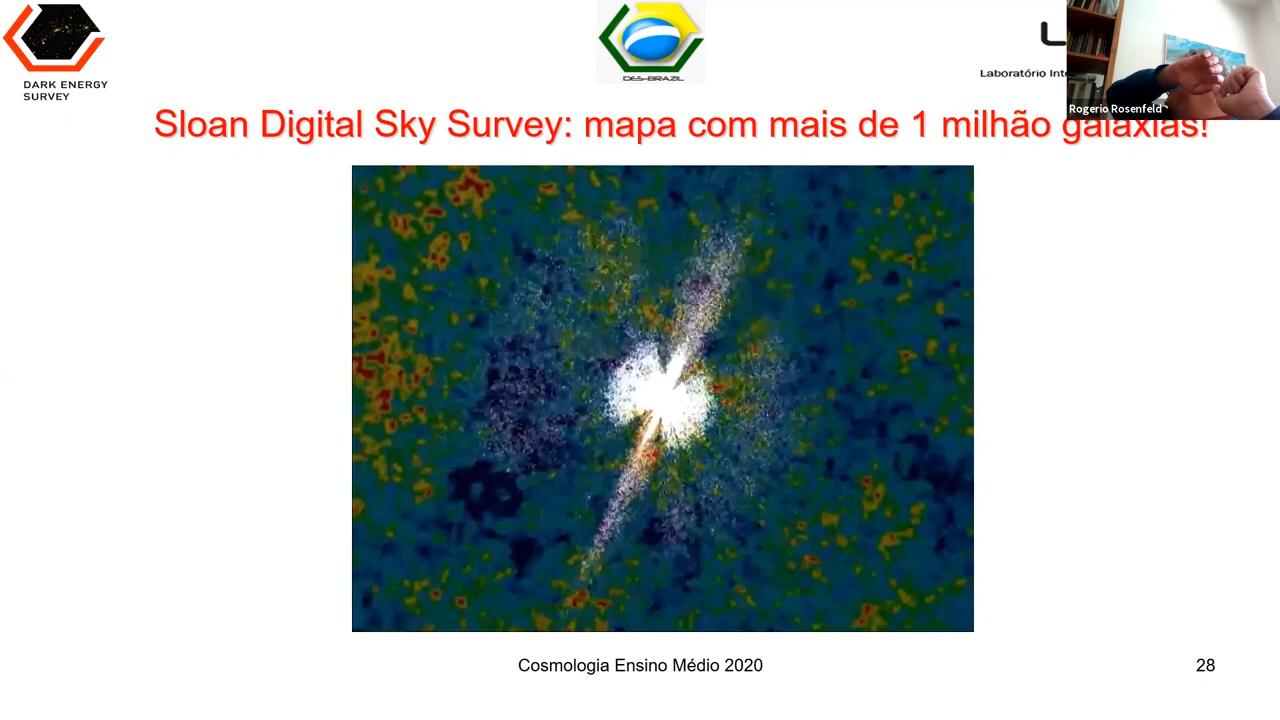 DARK ENERGY
SURVEY
DES-BRAZIL
Laboratório
Rogerio Rosenfeld
Sloan Digital Sky Survey: mapa com mais de 1 milhão galáxias!
Cosmologia Ensino Médio 2020
28